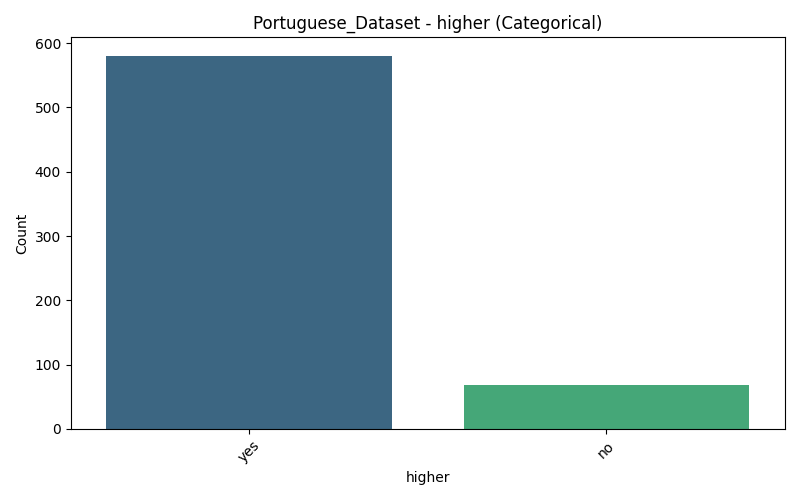 Portuguese_Dataset - higher (Categorical)
600
500
400
300
200
100
0
Count
yes
no
higher